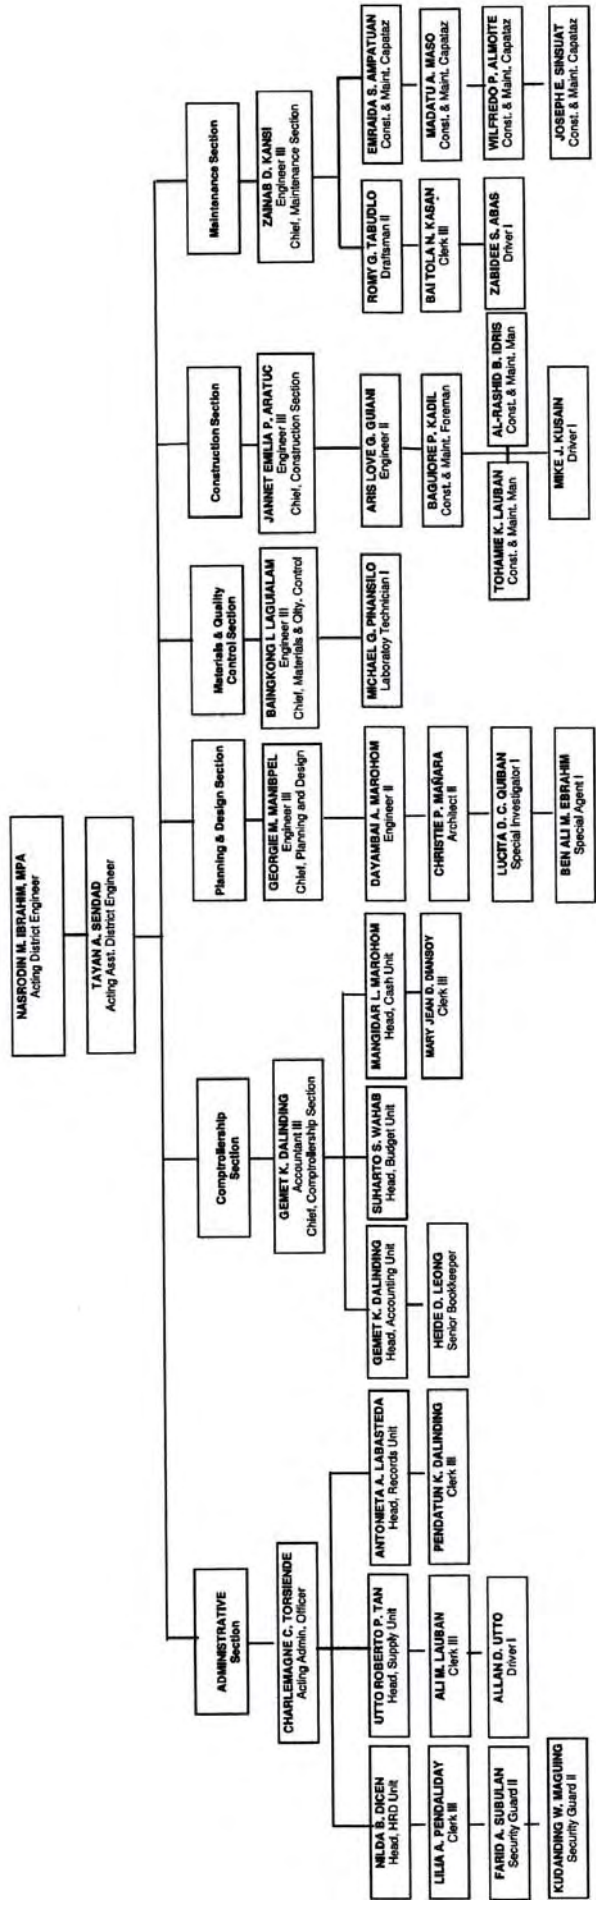 NASRODIN M. IBRAHIM, MPA
Acting District Engineer
TAYAN A. SENDAD
Acting Asst. District Engineer
ADMINISTRATIVE
Section
CHARLEMAGNE C. TORSIENDE
Acting Admin. Officer
NILDA B. DICEN
Head, HRD Unit
LILIA A. PENDALIDAY
Clerk III
FARID A. SUBULAN
Security Guard II
KUDANDING W. MAGUING
Security Guard II
UTTO ROBERTO P. TAN
Head, Supply Unit
ALI M. LAUBAN
Clerk III
ALLAN D. UTTO
Driver I
ANTONIETA A. LABASTEDA
Head, Records Unit
PENDATUN K. DALINDING
Clerk III
Comptrollership
Section
GEMET K. DALINDING
Accountant III
Chief, Comptrollership Section
GEMET K. DALINDING
Head, Accounting Unit
HEIDE D. LEONG
Senior Bookkeeper
SUHARTO S. WAHAB
Head, Budget Unit
MANGIDAR L. MAROHOM
Head, Cash Unit
MARY JEAN D. DIANSOY
Clerk III
Planning & Design Section
GEORGIE M. MANIBPEL
Engineer III
Chief, Planning and Design
DAYAMBAI A. MAROHOM
Engineer II
CHRISTIE P. MAÑARA
Architect II
LUCITA D. C. QUIBAN
Special Investigator I
BEN ALI M. EBRAHIM
Special Agent I
Materials & Quality
Control Section
BAINGKONG I. LAGUIALAM
Engineer III
Chief, Materials & Qlty. Control
MICHAEL G. PINANSILO
Laboratoy Technician I
Construction Section
JANNET EMILIA P. ARATUC
Engineer III
Chief, Construction Section
ARIS LOVE G. GUIANI
Engineer II
BAGUIORE P. KADIL
Const. & Maint. Foreman
TOHAMIE K. LAUBAN
Const. & Maint. Man
AL-RASHID B. IDRIS
Const. & Maint. Man
MIKE J. KUSAIN
Driver I
Maintenance Section
ZAINAB D. KANSI
Engineer III
Chief, Maintenance Section
ROMY G. TABUDLO
Draftsman II
BAI TOLA N. KASAN
Clerk III
ZABIDEE S. ABAS
Driver I
EMRAIDA S. AMPATUAN
Const. & Maint. Capataz
MADATU A. MASO
Const. & Maint. Capataz
WILFREDO P. ALMOITE
Const. & Maint. Capataz
JOSEPH E. SINSUAT
Const. & Maint. Capataz